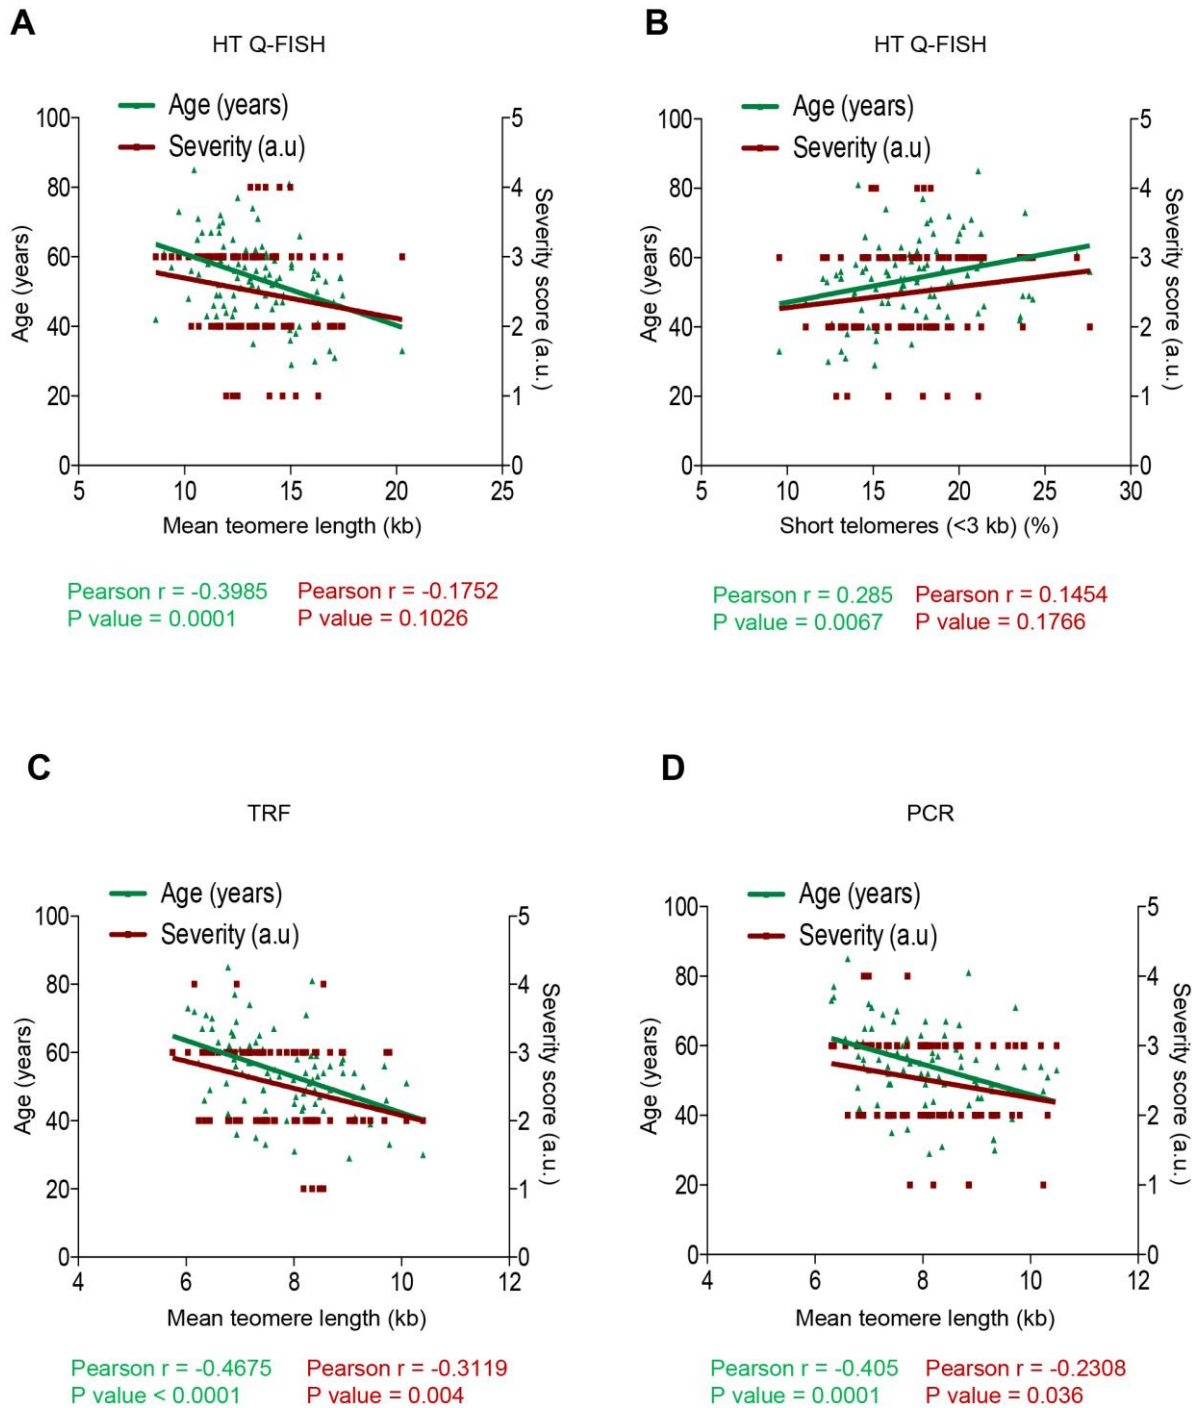 A
HT Q-FISH
Age (years)
Severity (a.u)
100
80
60
40
20
0
5
4
3
2
1
0
Age (years)
Severity score (a.u.)
5 10 15 20 25
Mean teomere length (kb)
Pearson r = -0.3985 Pearson r = -0.1752
P value = 0.0001 P value = 0.1026
B
HT Q-FISH
Age (years)
Severity (a.u)
100
80
60
40
20
0
5
4
3
2
1
0
Age (years)
Severity score (a.u.)
5 10 15 20 25 30
Short telomeres (<3 kb) (%)
Pearson r = 0.285 Pearson r = 0.1454
P value = 0.0067 P value = 0.1766
C
TRF
Age (years)
Severity (a.u)
100
80
60
40
20
0
5
4
3
2
1
0
Age (years)
Severity score (a.u.)
4 6 8 10 12
Mean teomere length (kb)
Pearson r = -0.4675 Pearson r = -0.3119
P value < 0.0001 P value = 0.004
D
PCR
Age (years)
Severity (a.u)
100
80
60
40
20
0
5
4
3
2
1
0
Age (years)
Severity score (a.u.)
4 6 8 10 12
Mean teomere length (kb)
Pearson r = -0.405 Pearson r = -0.2308
P value = 0.0001 P value = 0.036